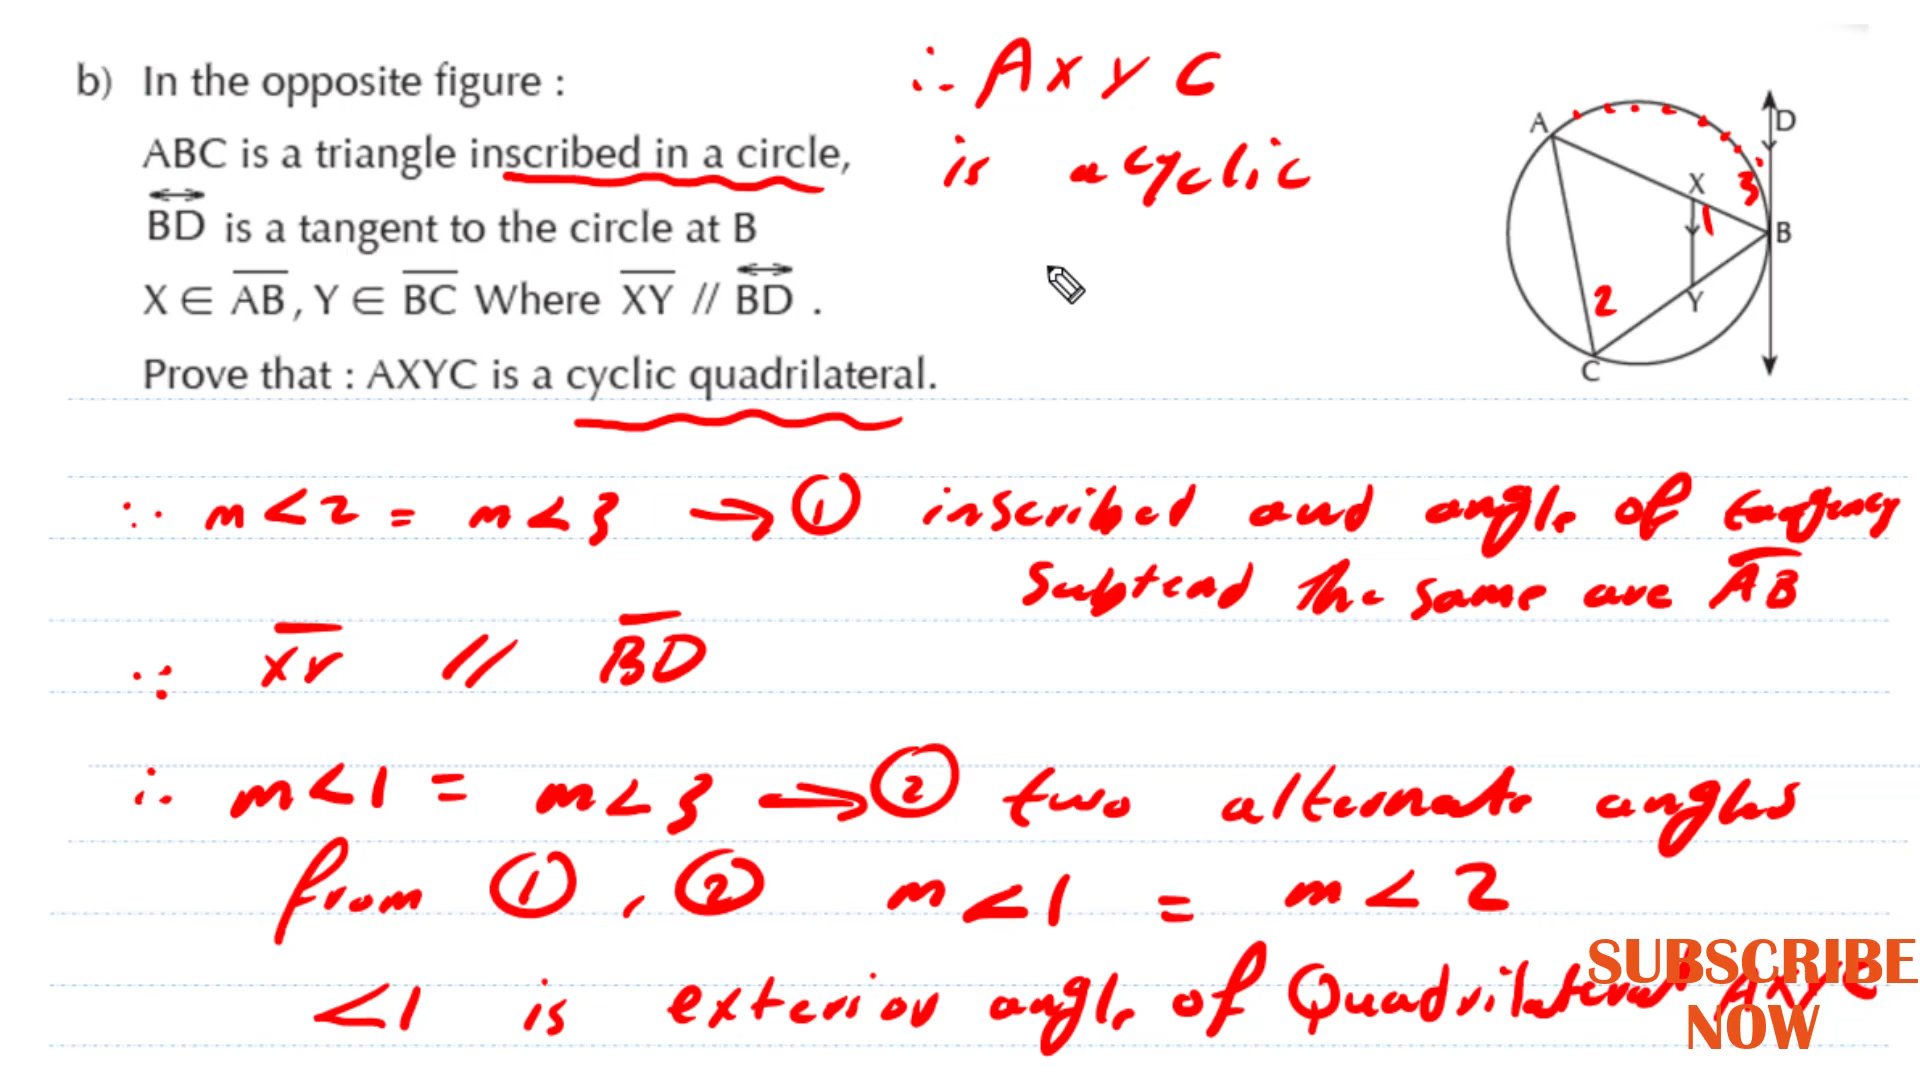 b) In the opposite figure :
ABC is a triangle inscribed in a circle,
BD is a tangent to the circle at B
X ∈ AB , Y ∈ BC Where XY // BD .
Prove that : AXYC is a cyclic quadrilateral.
∴ AXYC
is a cyclic
A
D
X
3
1
B
2
Y
C
∵ m<2 = m<3 → ① inscribed and angle of tangency
subtend the same arc AB
∵ XY // BD
∴ m<1 = m<3 → ② two alternate angles
from ① , ② m<1 = m<2
<1 is exterior angle of Quadrilateral AXYC
SUBSCRIBE
NOW